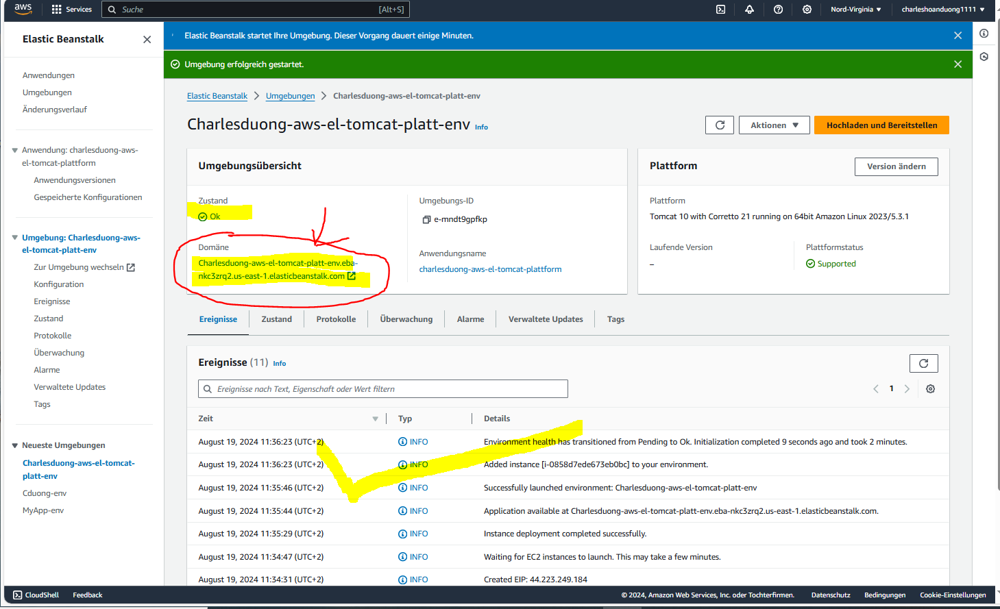 aws
Services
Suche [Alt+S]
Nord-Virginia
charleshoanduong1111
Elastic Beanstalk
Anwendungen
Umgebungen
Änderungsverlauf
Anwendung: charlesduong-aws-
el-tomcat-plattform
Anwendungsversionen
Gespeicherte Konfigurationen
Umgebung: Charlesduong-aws-
el-tomcat-platt-env
Zur Umgebung wechseln
Konfiguration
Ereignisse
Zustand
Protokolle
Überwachung
Alarme
Verwaltete Updates
Tags
Neueste Umgebungen
Charlesduong-aws-el-tomcat-
platt-env
Cduong-env
MyApp-env
Elastic Beanstalk startet Ihre Umgebung. Dieser Vorgang dauert einige Minuten.
Umgebung erfolgreich gestartet.
Elastic Beanstalk > Umgebungen > Charlesduong-aws-el-tomcat-platt-env
Charlesduong-aws-el-tomcat-platt-env Info
Aktionen
Hochladen und Bereitstellen
Umgebungsübersicht
Zustand
Ok
Domäne
Charlesduong-aws-el-tomcat-platt-env.eba-
nkc3zrq2.us-east-1.elasticbeanstalk.com
Umgebungs-ID
e-mndt9gpfkp
Anwendungsname
charlesduong-aws-el-tomcat-plattform
Plattform
Version ändern
Plattform
Tomcat 10 with Corretto 21 running on 64bit Amazon Linux 2023/5.3.1
Laufende Version
–
Plattformstatus
Supported
Ereignisse Zustand Protokolle Überwachung Alarme Verwaltete Updates Tags
Ereignisse (11) Info
Ereignisse nach Text, Eigenschaft oder Wert filtern
1
Zeit Typ Details
August 19, 2024 11:36:23 (UTC+2) INFO Environment health has transitioned from Pending to Ok. Initialization completed 9 seconds ago and took 2 minutes.
August 19, 2024 11:36:23 (UTC+2) INFO Added instance [i-0858d7ede673eb0bc] to your environment.
August 19, 2024 11:35:46 (UTC+2) INFO Successfully launched environment: Charlesduong-aws-el-tomcat-platt-env
August 19, 2024 11:35:44 (UTC+2) INFO Application available at Charlesduong-aws-el-tomcat-platt-env.eba-nkc3zrq2.us-east-1.elasticbeanstalk.com.
August 19, 2024 11:35:29 (UTC+2) INFO Instance deployment completed successfully.
August 19, 2024 11:34:47 (UTC+2) INFO Waiting for EC2 instances to launch. This may take a few minutes.
August 19, 2024 11:34:31 (UTC+2) INFO Created EIP: 44.223.249.184
CloudShell Feedback
© 2024, Amazon Web Services, Inc. oder Tochterfirmen. Datenschutz Bedingungen Cookie-Einstellungen